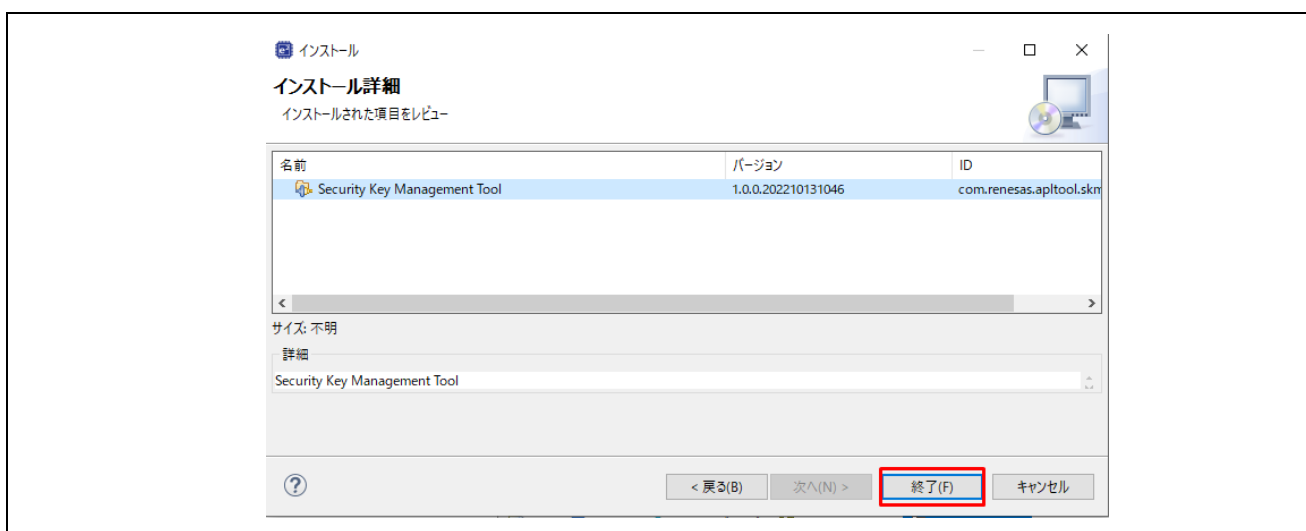 インストール
インストール詳細
インストールされた項目をレビュー
名前 バージョン ID
Security Key Management Tool 1.0.0.202210131046 com.renesas.apltool.skm
サイズ: 不明
詳細
Security Key Management Tool
< 戻る(B) 次へ(N) > 終了(F) キャンセル